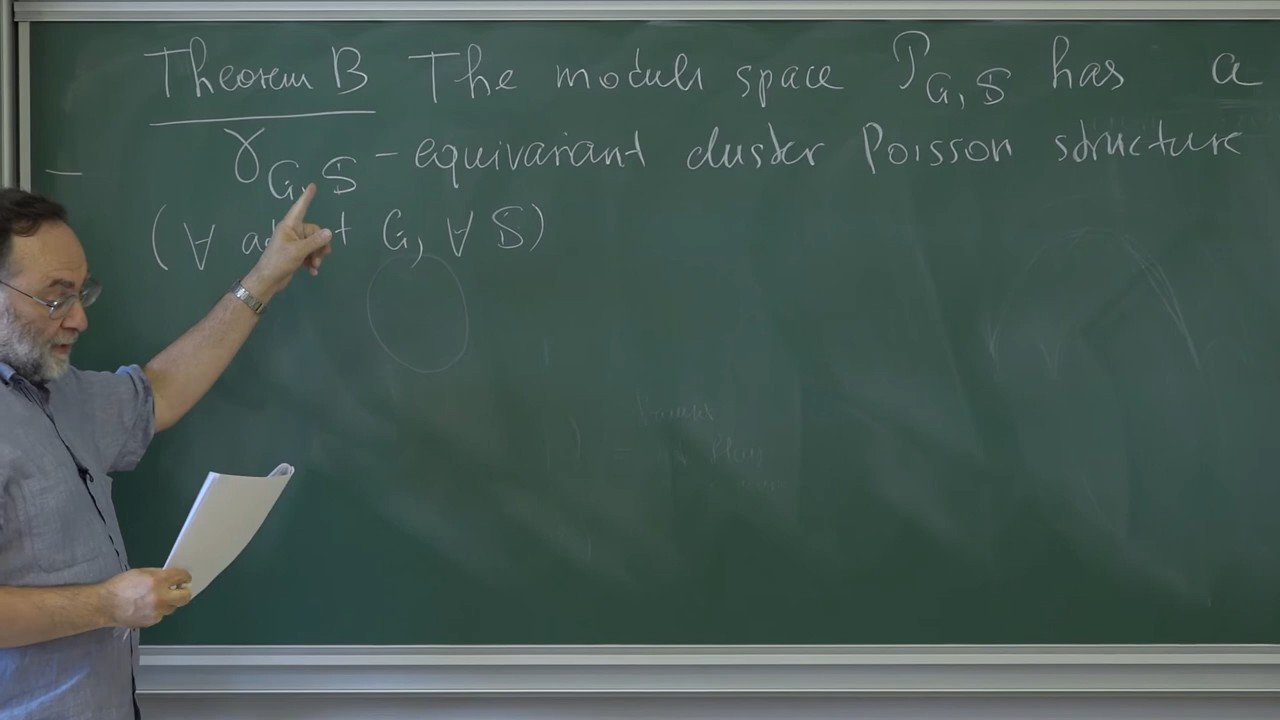 Theorem B The moduli space P_{G, S} has a
γ_{G, S} - equivariant cluster Poisson structure
(∀ G, ∀ S)